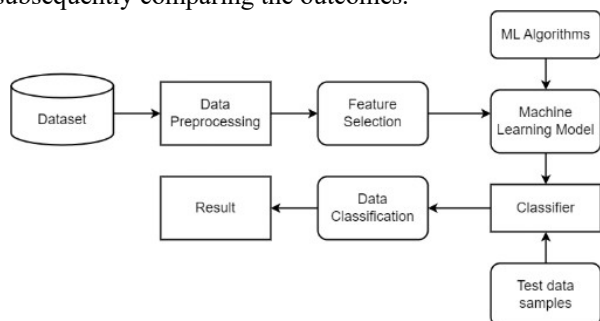 subsequently comparing the outcomes.
ML Algorithms
Dataset
Data
Preprocessing
Feature
Selection
Machine
Learning Model
Result
Data
Classification
Classifier
Test data
samples